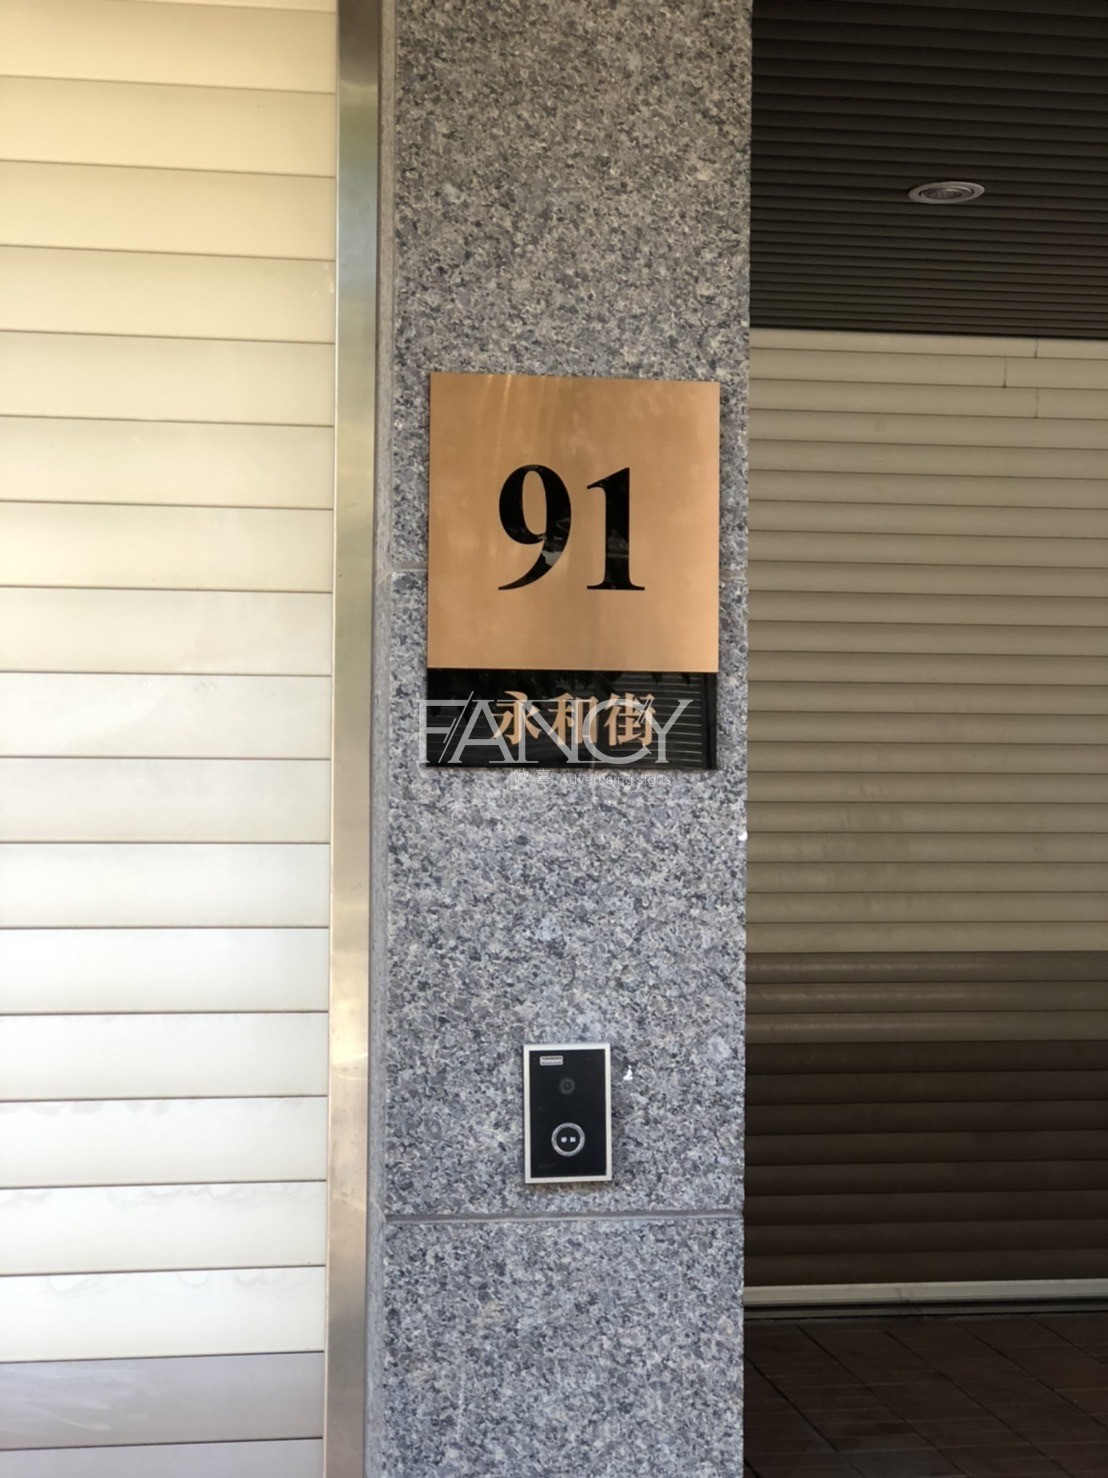 91
永和街
FANCY
Advertising signs